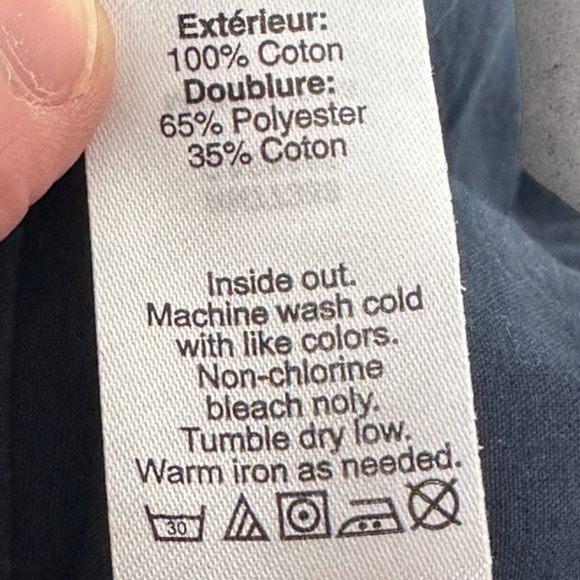 Extérieur:
100% Coton
Doublure:
65% Polyester
35% Coton
Inside out.
Machine wash cold
with like colors.
Non-chlorine
bleach noly.
Tumble dry low.
Warm iron as needed.
30